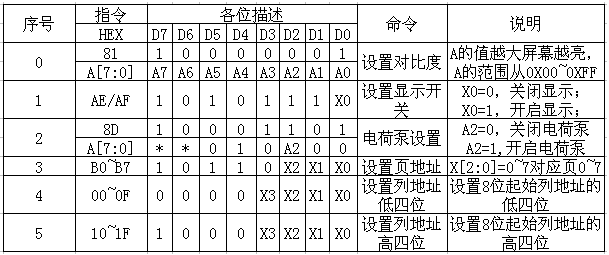 序号 指令 各位描述 命令 说明
HEX D7 D6 D5 D4 D3 D2 D1 D0
0 81 1 0 0 0 0 0 0 1 设置对比度 A的值越大屏幕越亮,
A[7:0] A7 A6 A5 A4 A3 A2 A1 A0 A的范围从0X00~0XFF
1 AE/AF 1 0 1 0 1 1 1 X0 设置显示开 X0=0, 关闭显示;
关 X0=1, 开启显示;
2 8D 1 0 0 0 1 1 0 1 电荷泵设置 A2=0, 关闭电荷泵
A[7:0] * * 0 1 0 A2 0 0 A2=1,开启电荷泵
3 B0~B7 1 0 1 1 0 X2 X1 X0 设置页地址 X[2:0]=0~7对应页0~7
4 00~0F 0 0 0 0 X3 X2 X1 X0 设置列地址 设置8位起始列地址的
低四位 低四位
5 10~1F 1 0 0 0 X3 X2 X1 X0 设置列地址 设置8位起始列地址的
高四位 高四位